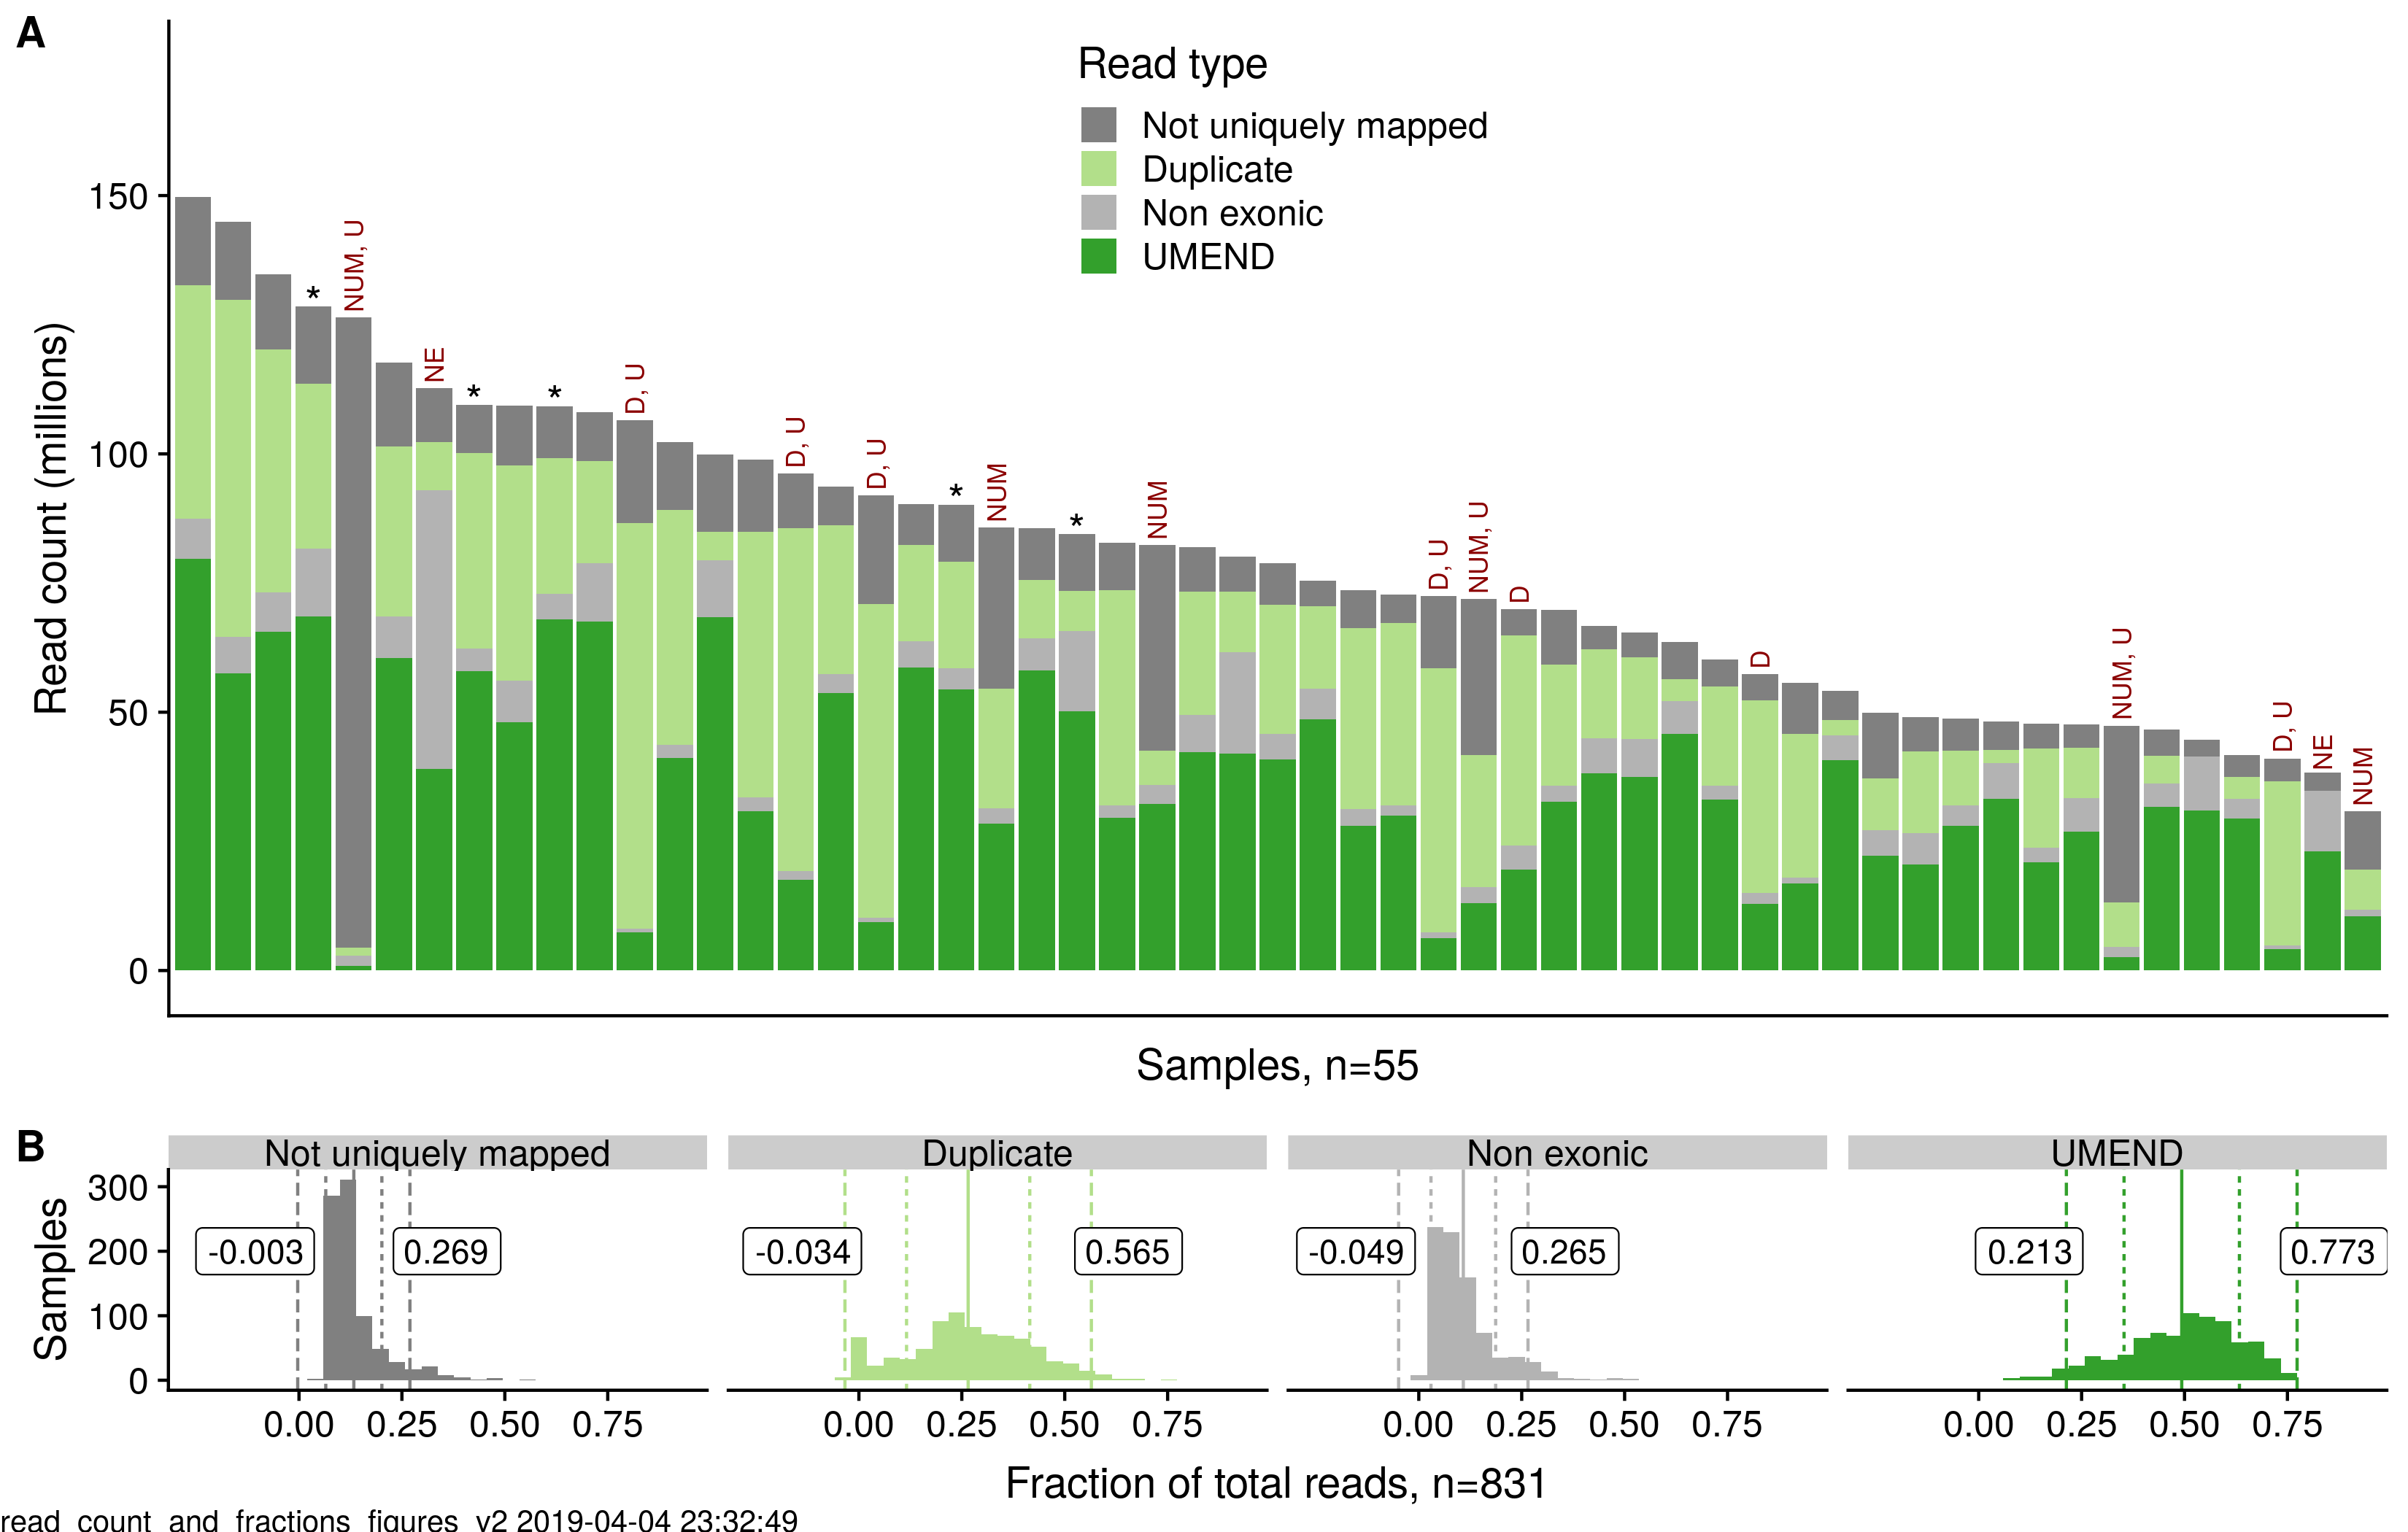 A
Read type
Not uniquely mapped
Duplicate
Non exonic
UMEND
Read count (millions)
150
100
50
0
*
NUM, U
NE
*
*
D, U
D, U
D, U
*
NUM
*
NUM
D, U
NUM, U
D
D
NUM, U
D, U
NE
NUM
Samples, n=55
B
Not uniquely mapped
Duplicate
Non exonic
UMEND
Samples
300
200
100
0
-0.003
0.269
-0.034
0.565
-0.049
0.265
0.213
0.773
0.00 0.25 0.50 0.75
0.00 0.25 0.50 0.75
0.00 0.25 0.50 0.75
0.00 0.25 0.50 0.75
Fraction of total reads, n=831
read_count_and_fractions_figures_v2 2019-04-04 23:32:49